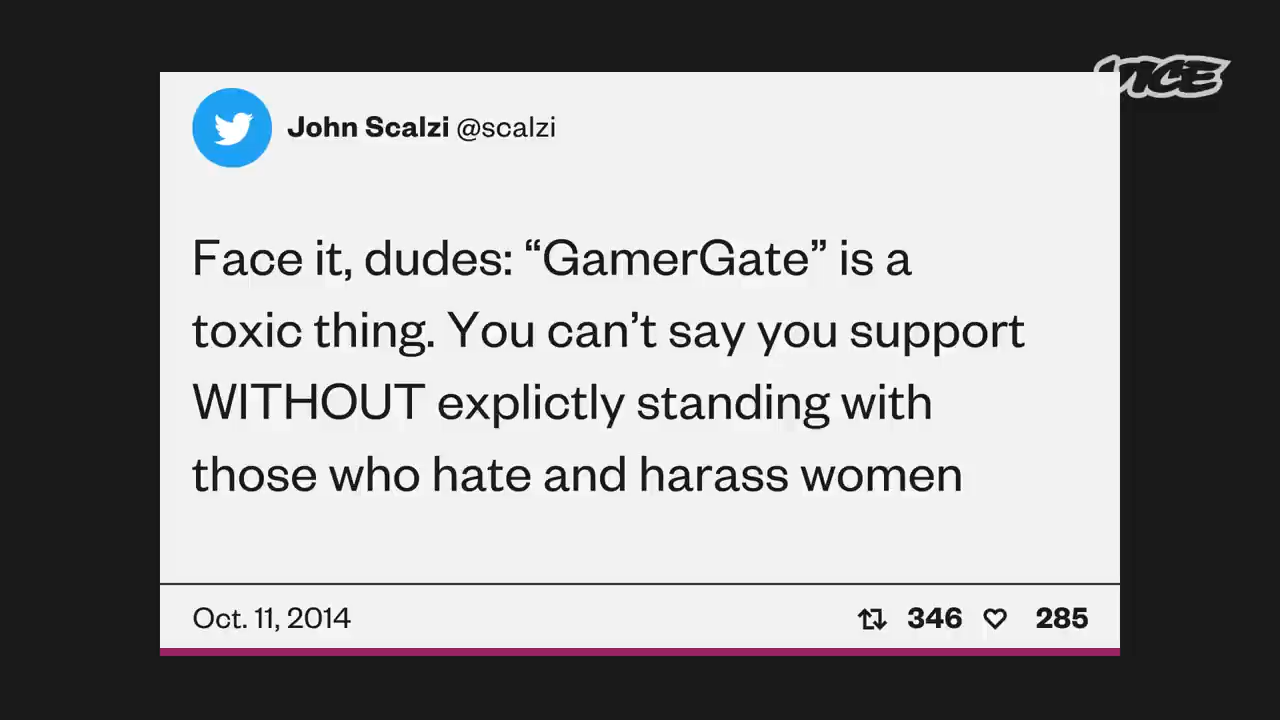 VICE
John Scalzi @scalzi
Face it, dudes: “GamerGate” is a
toxic thing. You can’t say you support
WITHOUT explictly standing with
those who hate and harass women
Oct. 11, 2014 346 285